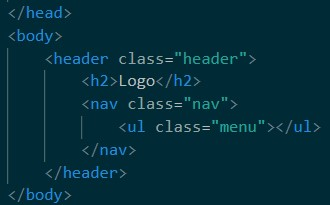 </head>
<body>
    <header class="header">
        <h2>Logo</h2>
        <nav class="nav">
            <ul class="menu"></ul>
        </nav>
    </header>
</body>